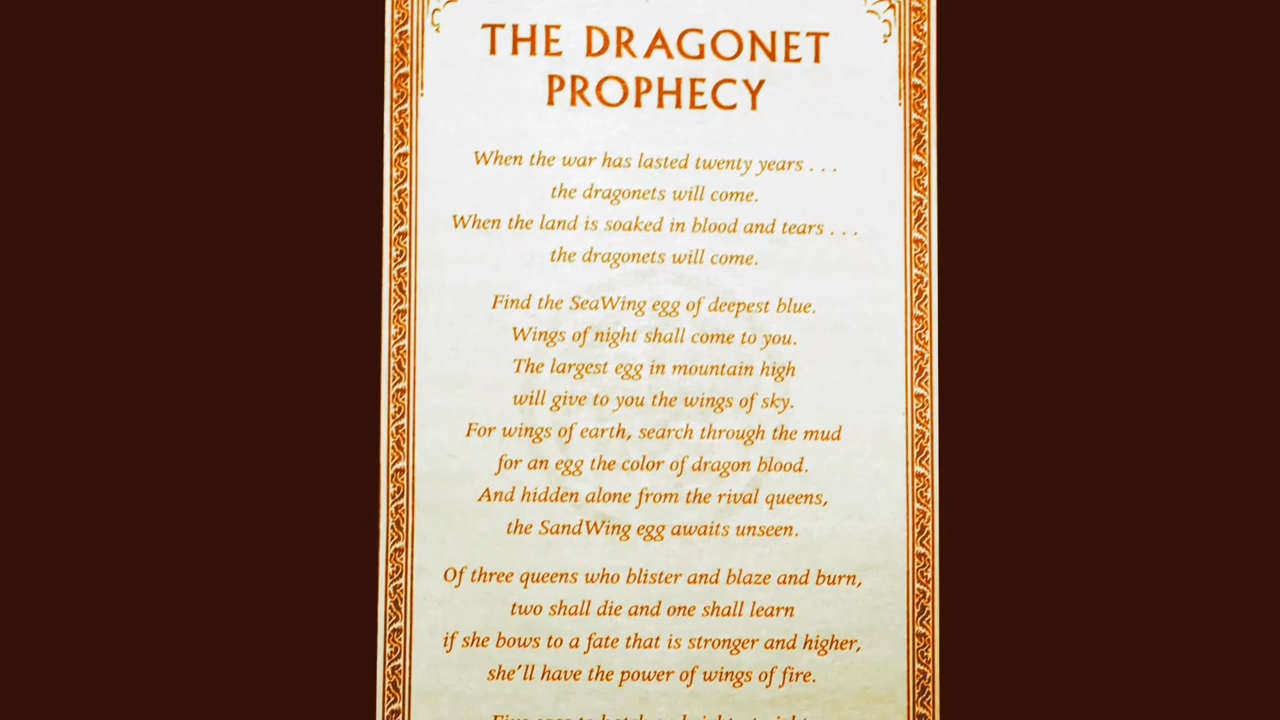 THE DRAGONET
PROPHECY
When the war has lasted twenty years . . .
the dragonets will come.
When the land is soaked in blood and tears . . .
the dragonets will come.
Find the SeaWing egg of deepest blue.
Wings of night shall come to you.
The largest egg in mountain high
will give to you the wings of sky.
For wings of earth, search through the mud
for an egg the color of dragon blood.
And hidden alone from the rival queens,
the SandWing egg awaits unseen.
Of three queens who blister and blaze and burn,
two shall die and one shall learn
if she bows to a fate that is stronger and higher,
she'll have the power of wings of fire.